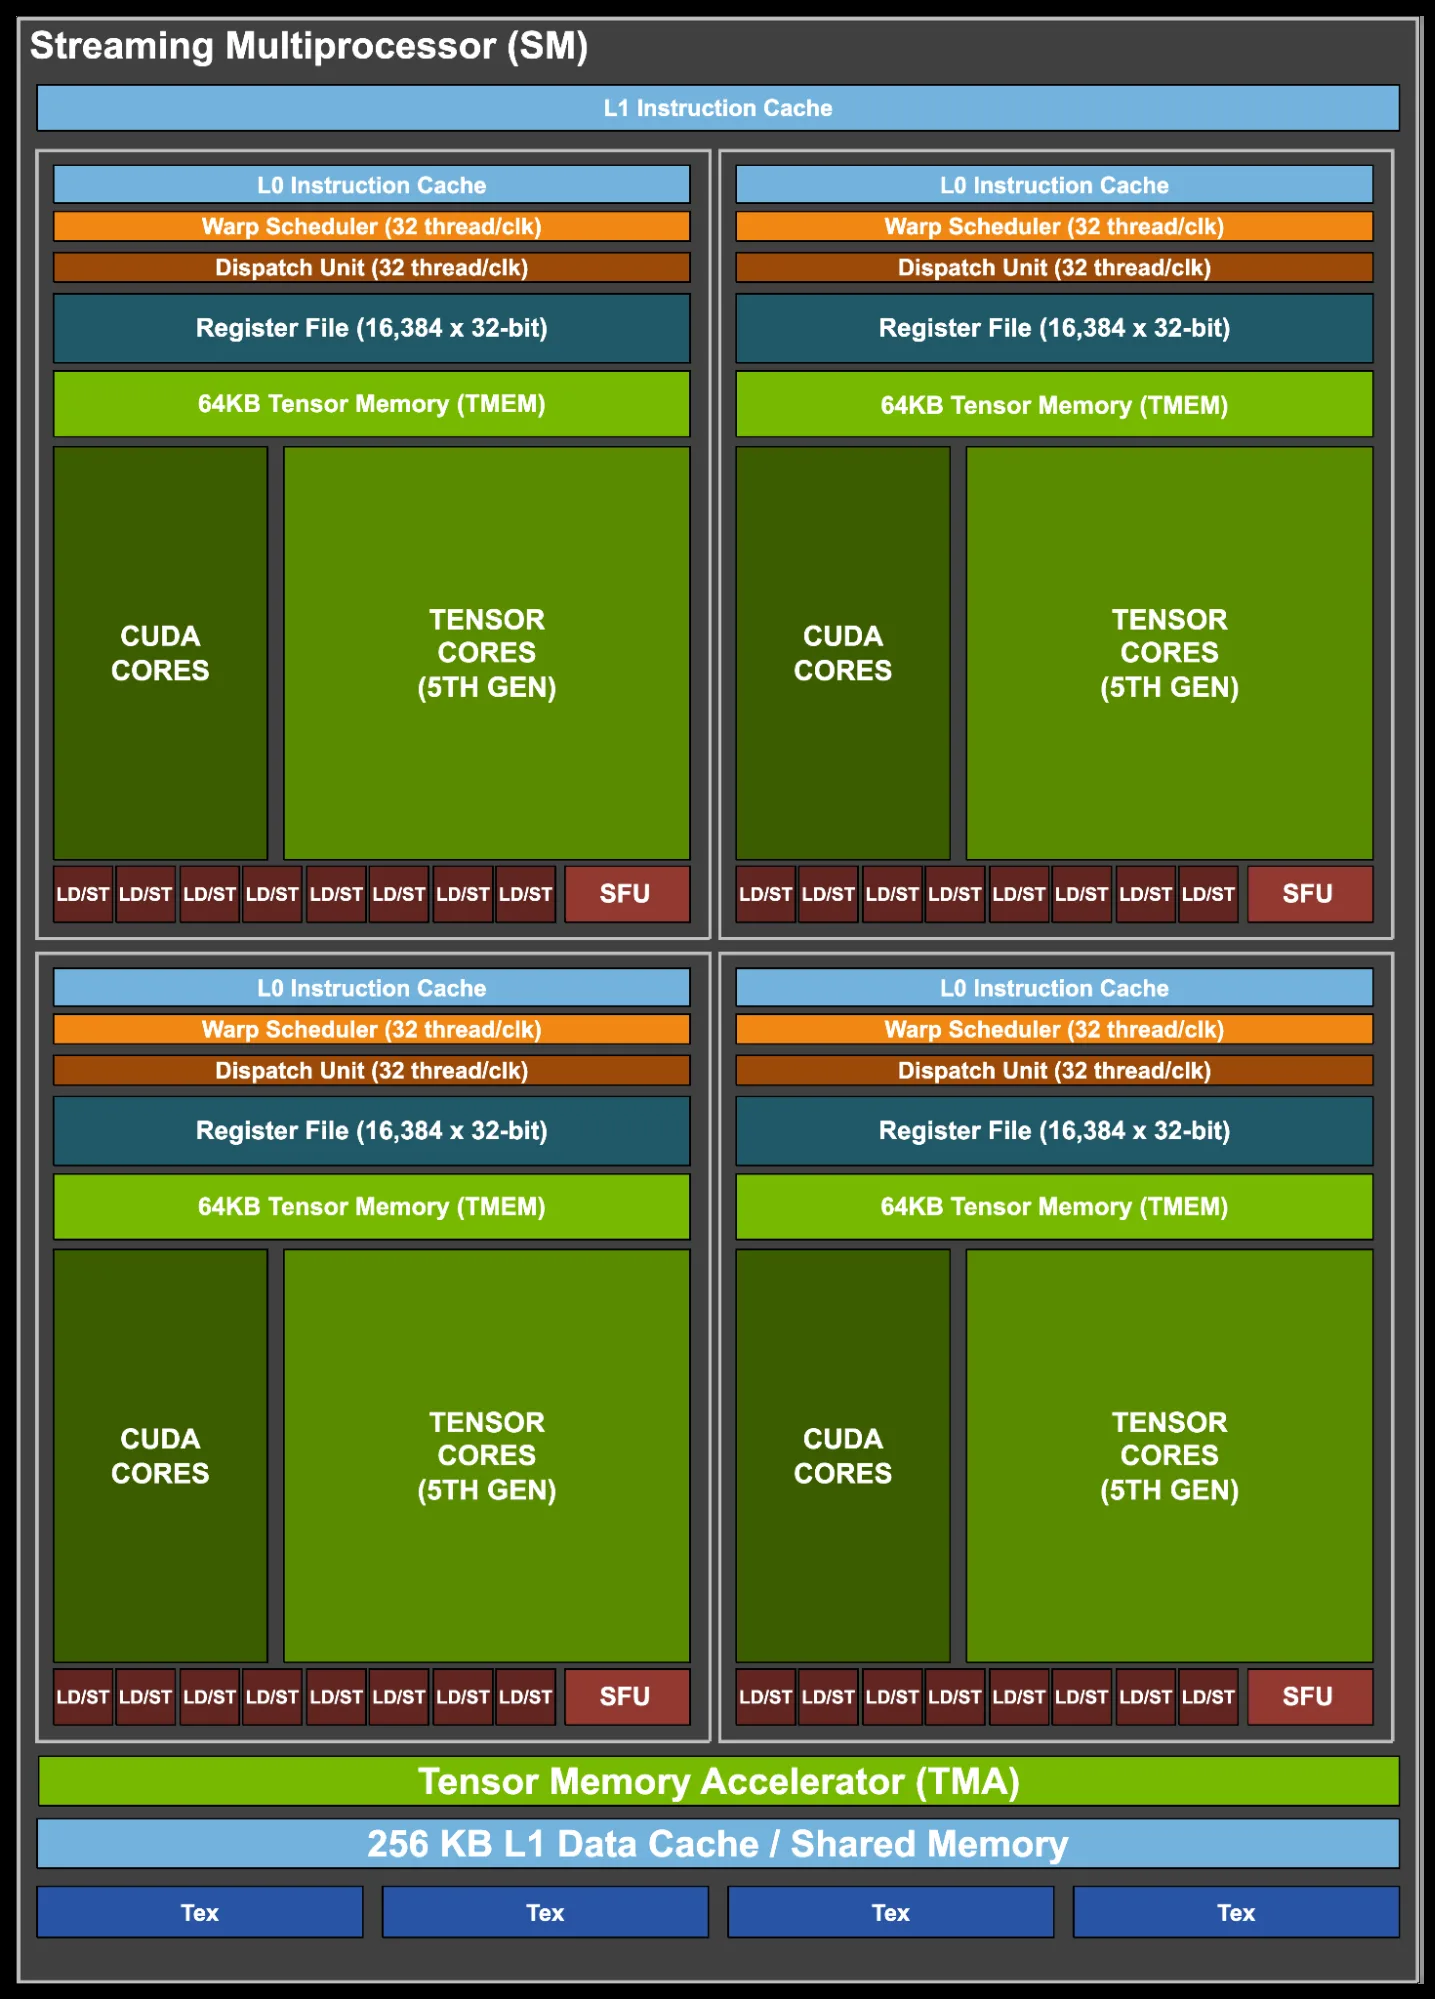 Streaming Multiprocessor (SM)
L1 Instruction Cache
L0 Instruction Cache
Warp Scheduler (32 thread/clk)
Dispatch Unit (32 thread/clk)
Register File (16,384 x 32-bit)
64KB Tensor Memory (TMEM)
CUDA
CORES
TENSOR
CORES
(5TH GEN)
LD/ST LD/ST LD/ST LD/ST LD/ST LD/ST LD/ST LD/ST SFU
L0 Instruction Cache
Warp Scheduler (32 thread/clk)
Dispatch Unit (32 thread/clk)
Register File (16,384 x 32-bit)
64KB Tensor Memory (TMEM)
CUDA
CORES
TENSOR
CORES
(5TH GEN)
LD/ST LD/ST LD/ST LD/ST LD/ST LD/ST LD/ST LD/ST SFU
L0 Instruction Cache
Warp Scheduler (32 thread/clk)
Dispatch Unit (32 thread/clk)
Register File (16,384 x 32-bit)
64KB Tensor Memory (TMEM)
CUDA
CORES
TENSOR
CORES
(5TH GEN)
LD/ST LD/ST LD/ST LD/ST LD/ST LD/ST LD/ST LD/ST SFU
L0 Instruction Cache
Warp Scheduler (32 thread/clk)
Dispatch Unit (32 thread/clk)
Register File (16,384 x 32-bit)
64KB Tensor Memory (TMEM)
CUDA
CORES
TENSOR
CORES
(5TH GEN)
LD/ST LD/ST LD/ST LD/ST LD/ST LD/ST LD/ST LD/ST SFU
Tensor Memory Accelerator (TMA)
256 KB L1 Data Cache / Shared Memory
Tex Tex Tex Tex